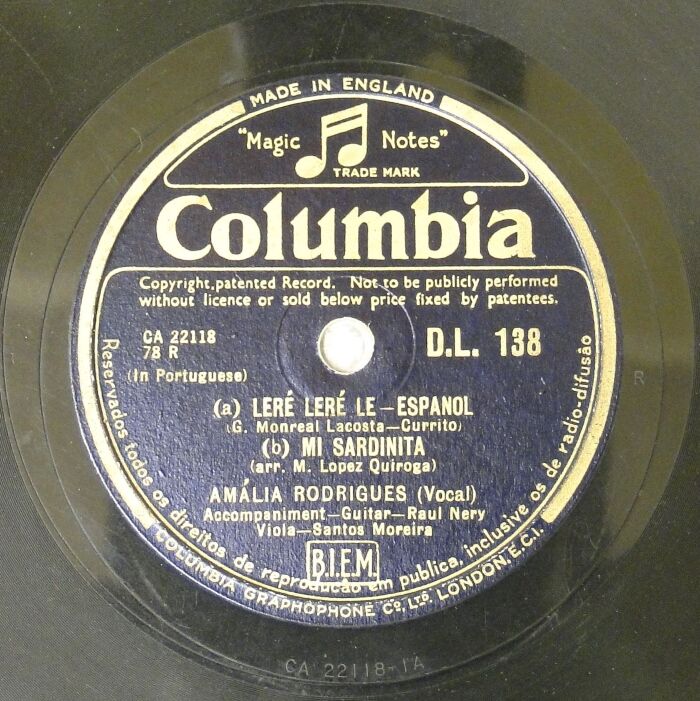 MADE IN ENGLAND
"Magic Notes"
TRADE MARK
Columbia
Copyright, patented Record. Not to be publicly performed
without licence or sold below price fixed by patentees.
CA 22118
78 R
D.L. 138
(In Portuguese)
(a) LERÉ LERÉ LE-ESPANOL
(G. Monreal Lacosta-Currito)
(b) MI SARDINITA
(arr. M. Lopez Quiroga)
AMÁLIA RODRIGUES (Vocal)
Accompaniment-Guitar-Raul Nery
Viola-Santos Moreira
B.I.E.M.
Reservados todos os direitos de reprodução em publica, inclusive os de radio-difusão
COLUMBIA GRAPHOPHONE CO. LTD. LONDON, E.C.1.
R
CA 22118-1A